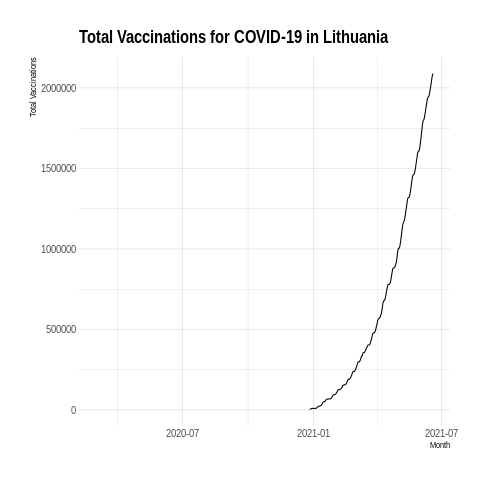 Total Vaccinations for COVID-19 in Lithuania
Total Vaccinations
2000000
1500000
1000000
500000
0
2020-07
2021-01
2021-07
Month